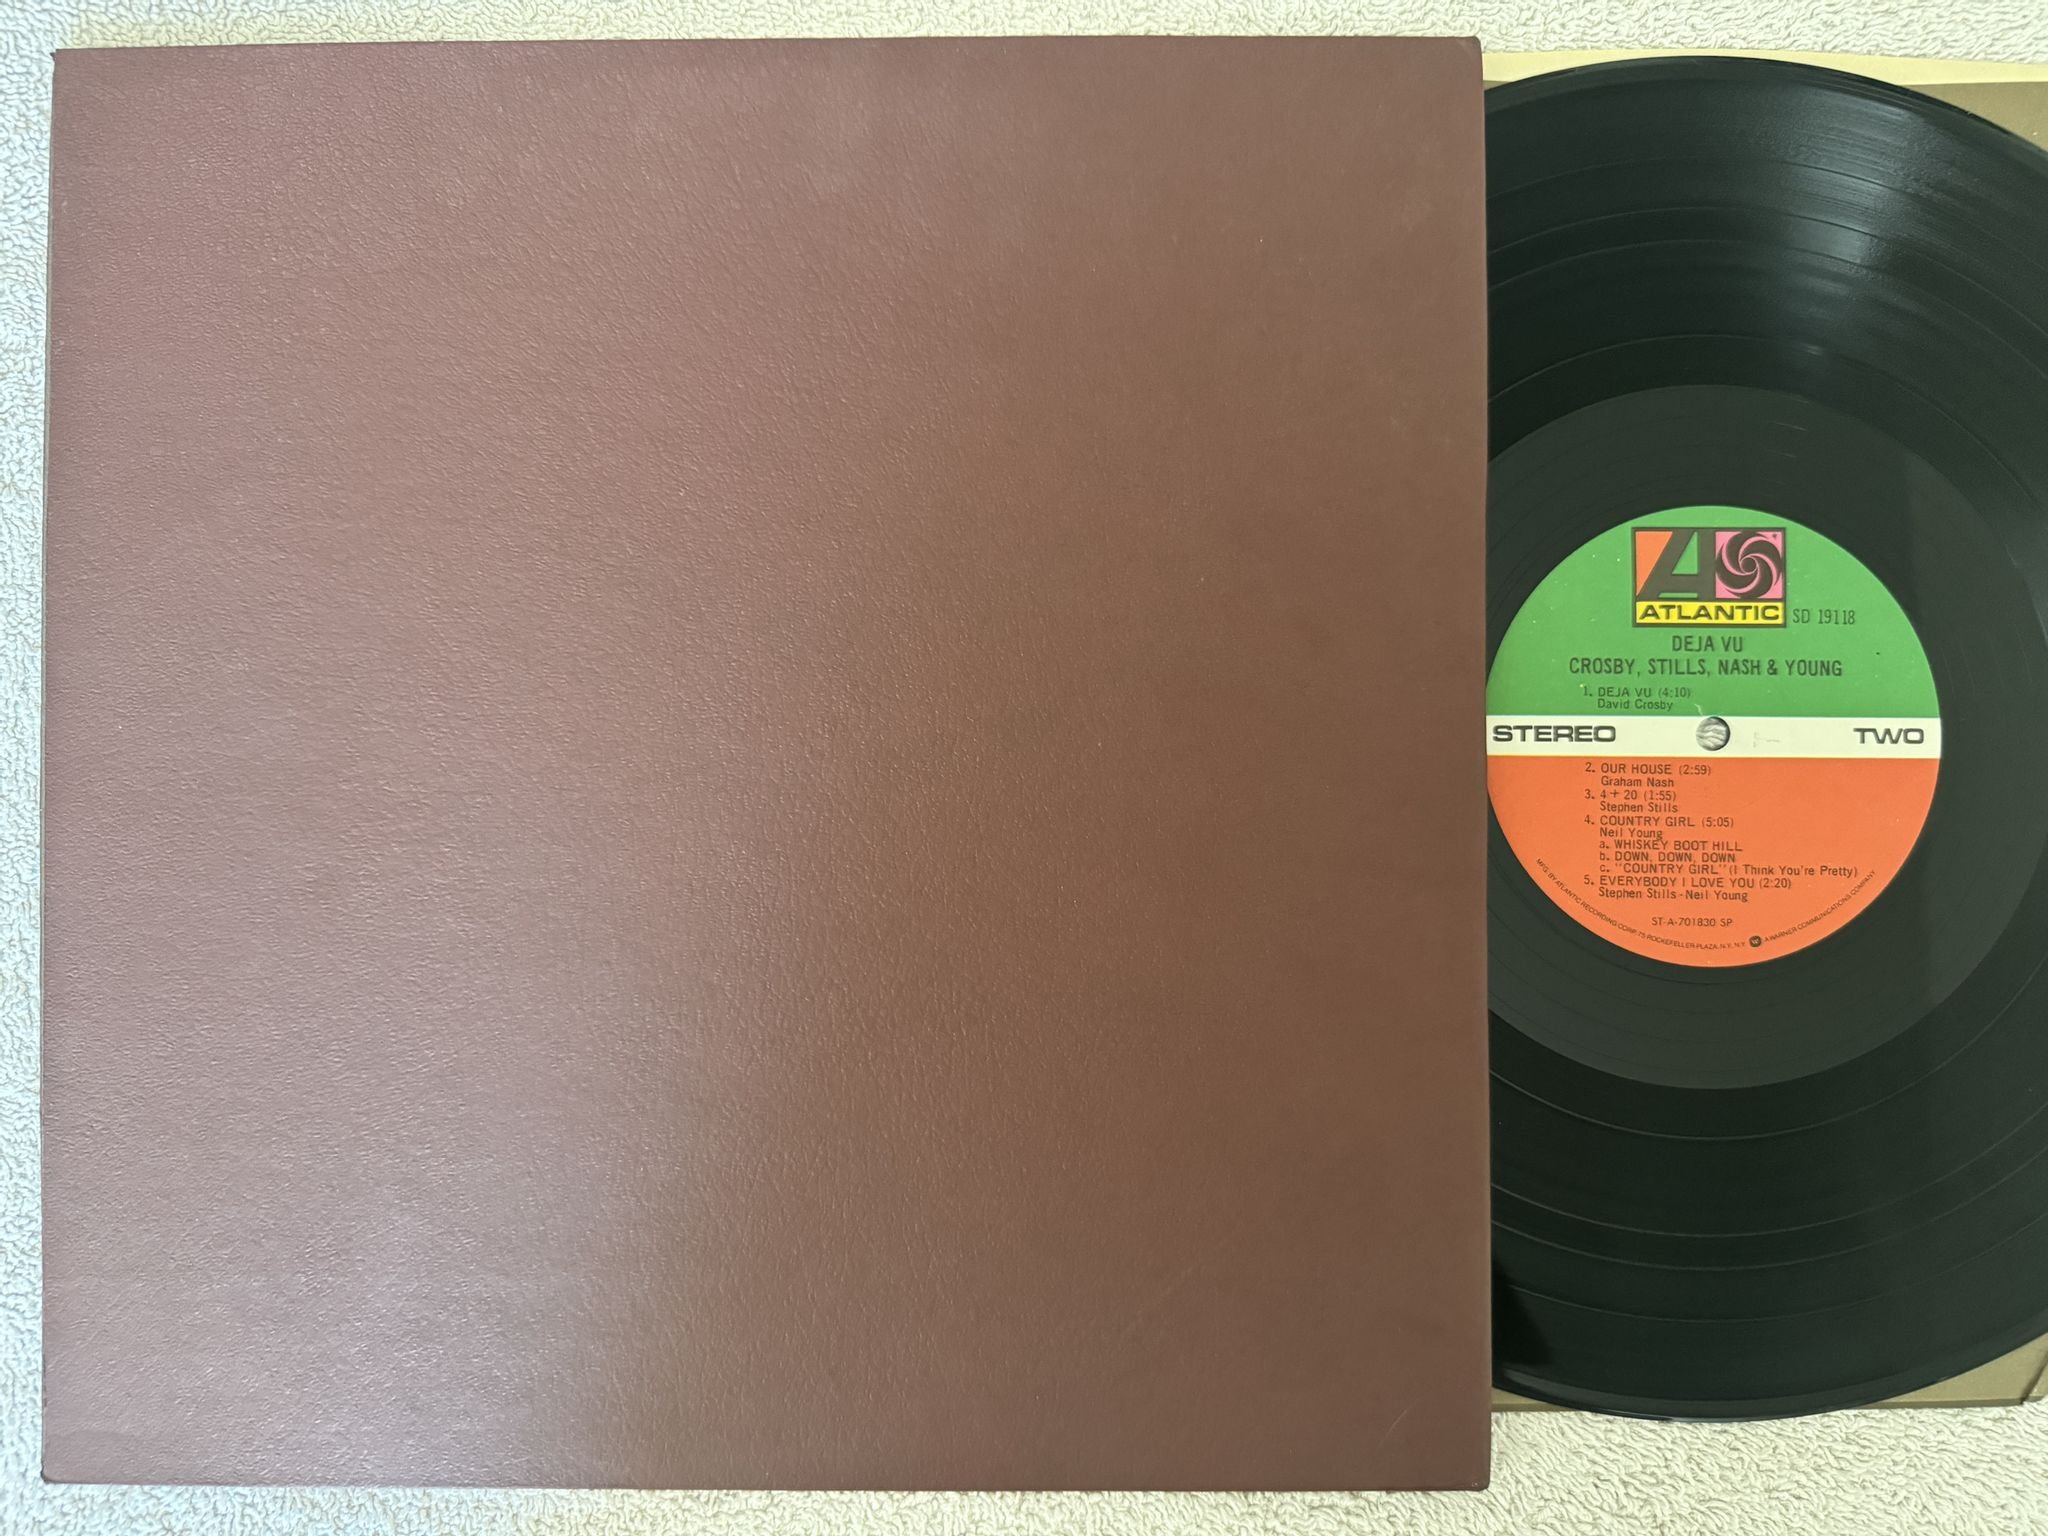 ATLANTIC
SD 19118
DEJA VU
CROSBY, STILLS, NASH & YOUNG
1. DEJA VU (4:10)
David Crosby
STEREO TWO
2. OUR HOUSE (2:59)
Graham Nash
3. 4 + 20 (1:55)
Stephen Stills
4. COUNTRY GIRL (5:05)
Neil Young
a. WHISKEY BOOT HILL
b. DOWN, DOWN, DOWN
c. "COUNTRY GIRL" (I Think You're Pretty)
5. EVERYBODY I LOVE YOU (2:20)
Stephen Stills - Neil Young
ST-A-701830 SP
MFG. BY ATLANTIC RECORDING CORP. 75 ROCKEFELLER PLAZA, N.Y., N.Y. A WARNER COMMUNICATIONS COMPANY